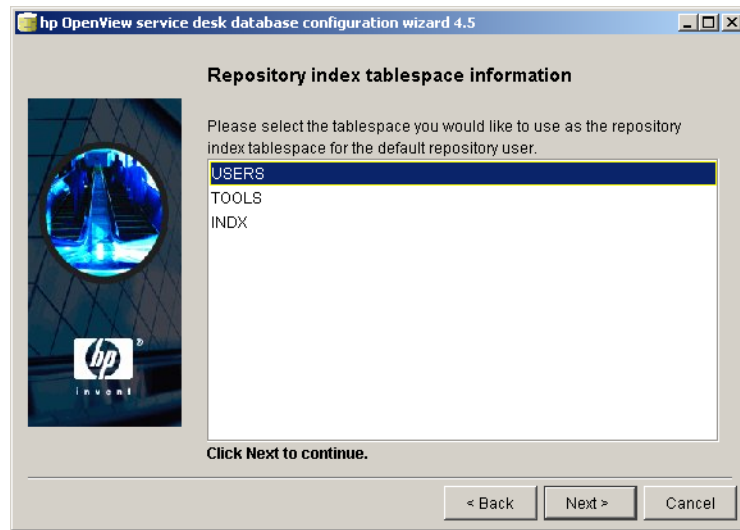 hp OpenView service desk database configuration wizard 4.5
Repository index tablespace information
Please select the tablespace you would like to use as the repository
index tablespace for the default repository user.
USERS
TOOLS
INDX
hp
®
invent
Click Next to continue.
< Back
Next >
Cancel